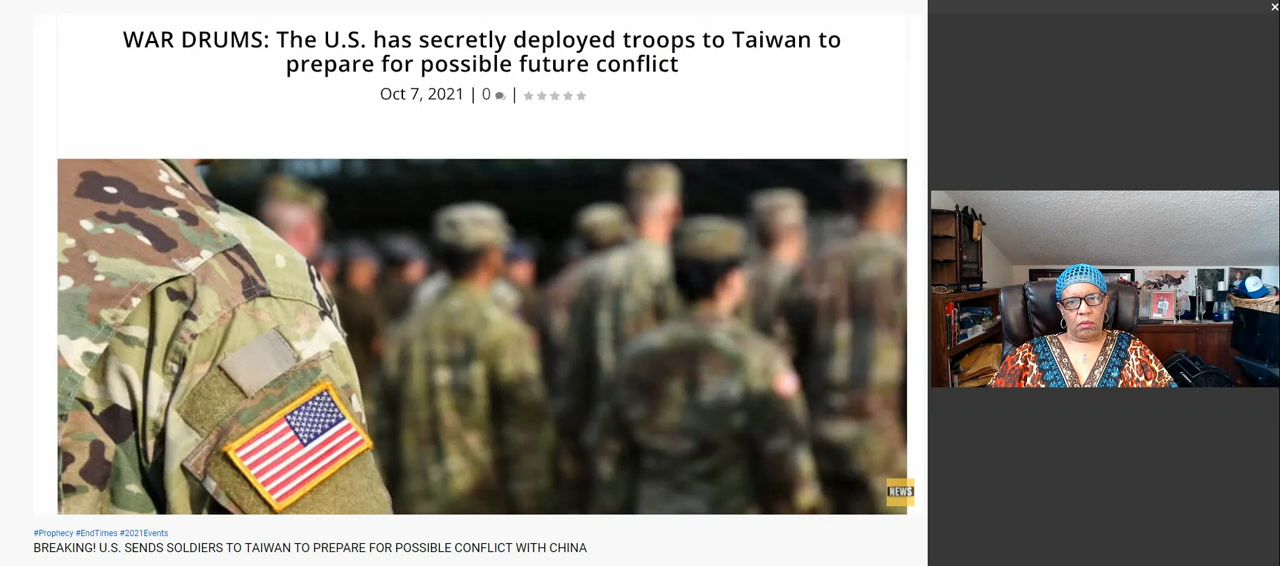 WAR DRUMS: The U.S. has secretly deployed troops to Taiwan to
prepare for possible future conflict
Oct 7, 2021 | 0 |
NEWS
#Prophecy #EndTimes #2021Events
BREAKING! U.S. SENDS SOLDIERS TO TAIWAN TO PREPARE FOR POSSIBLE CONFLICT WITH CHINA